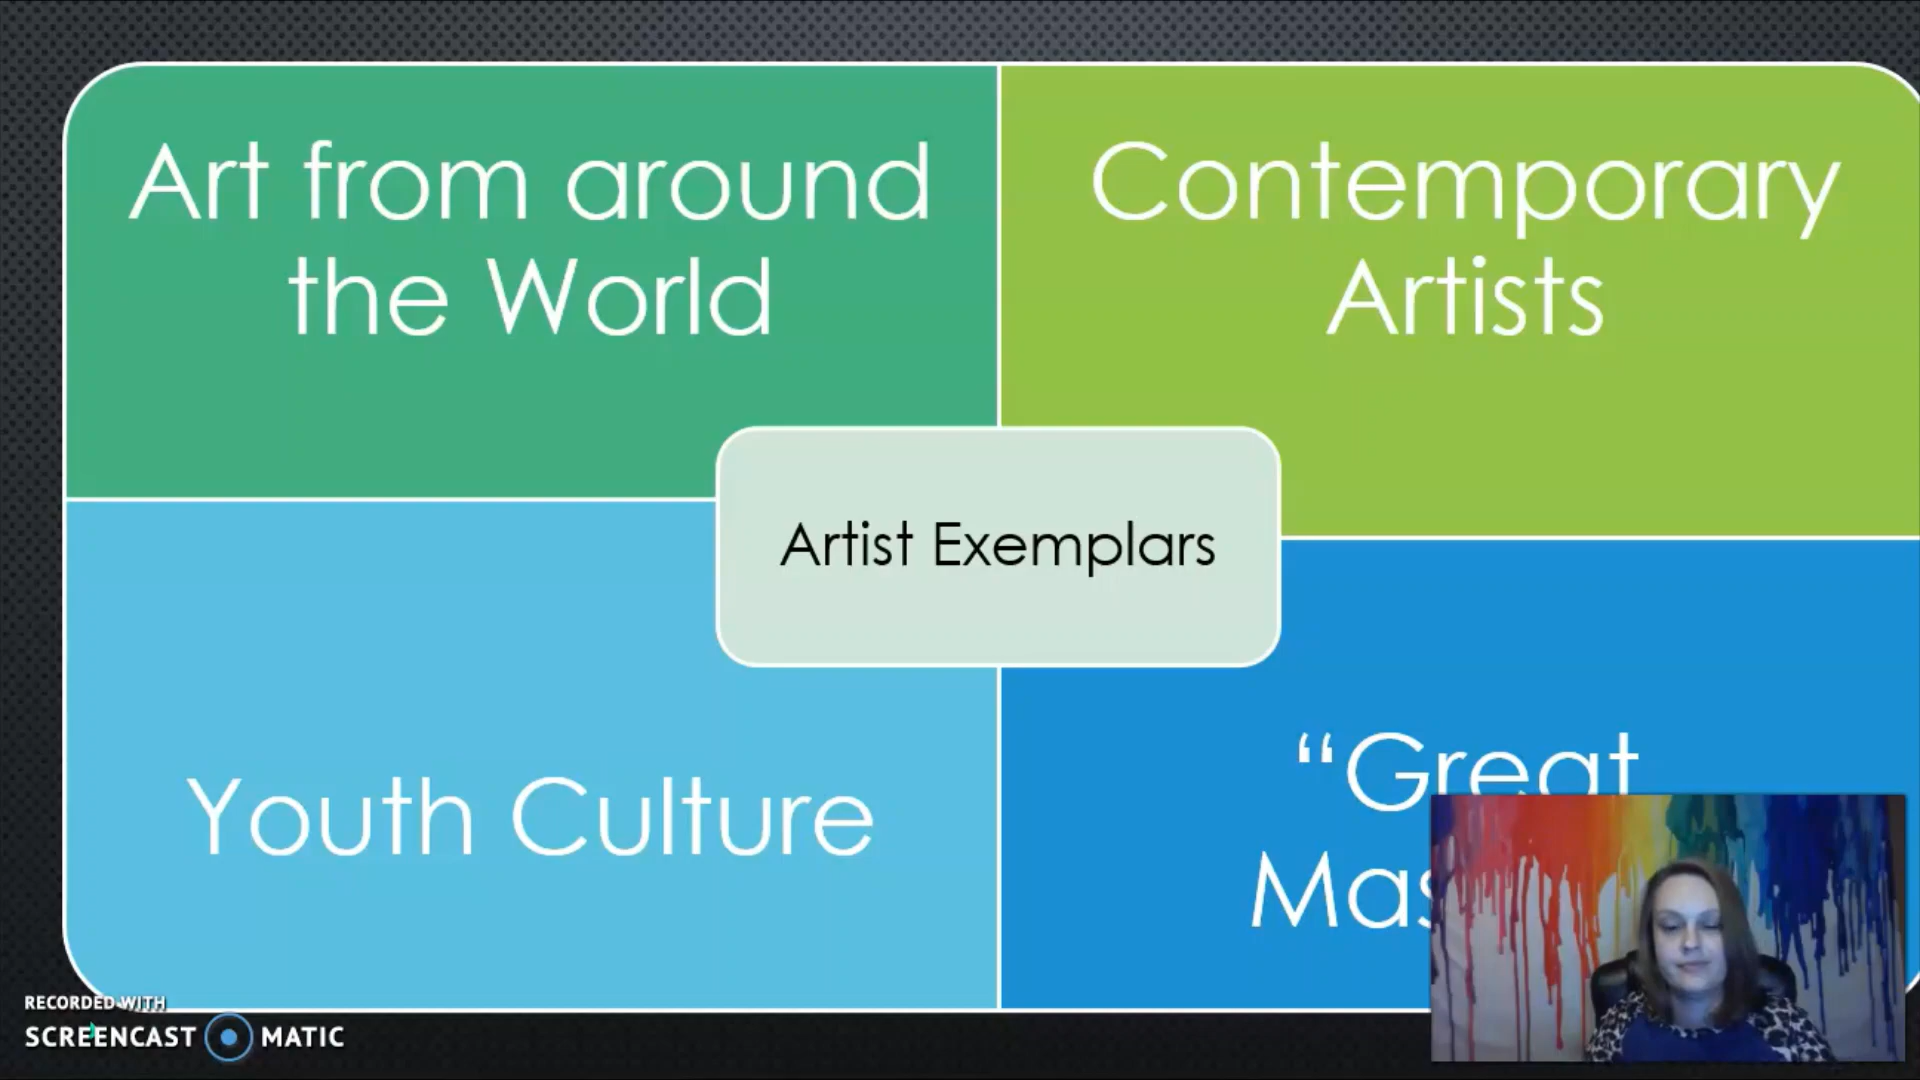 Art from around
the World
Contemporary
Artists
Artist Exemplars
Youth Culture
“Great
RECORDED WITH
SCREENCAST MATIC